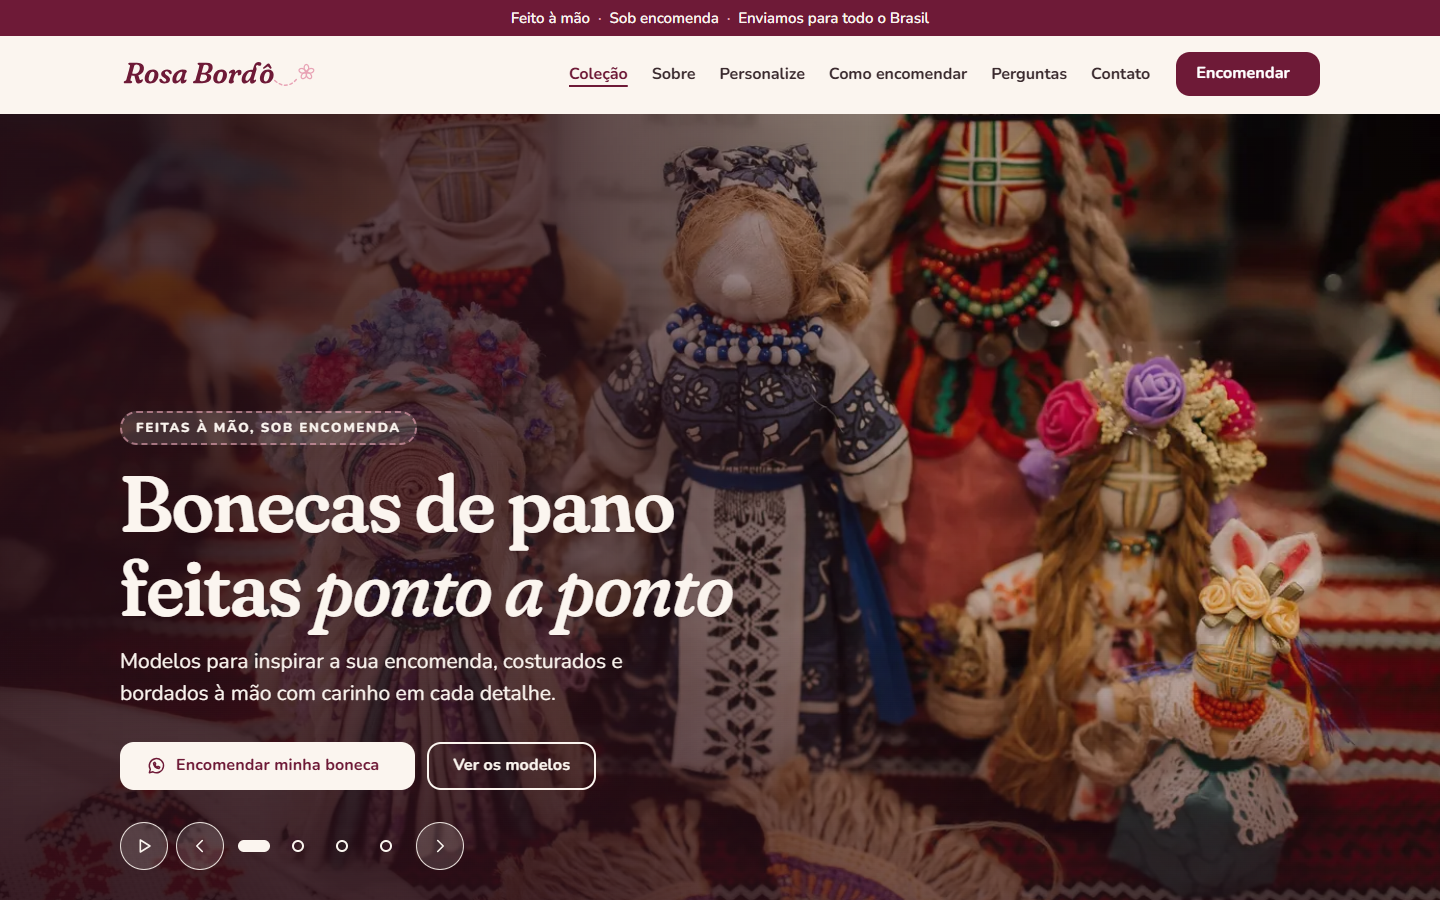 Feito à mão · Sob encomenda · Enviamos para todo o Brasil
Rosa Bordô
Coleção Sobre Personalize Como encomendar Perguntas Contato Encomendar
FEITAS À MÃO, SOB ENCOMENDA
Bonecas de pano
feitas ponto a ponto
Modelos para inspirar a sua encomenda, costurados e
bordados à mão com carinho em cada detalhe.
Encomendar minha boneca Ver os modelos